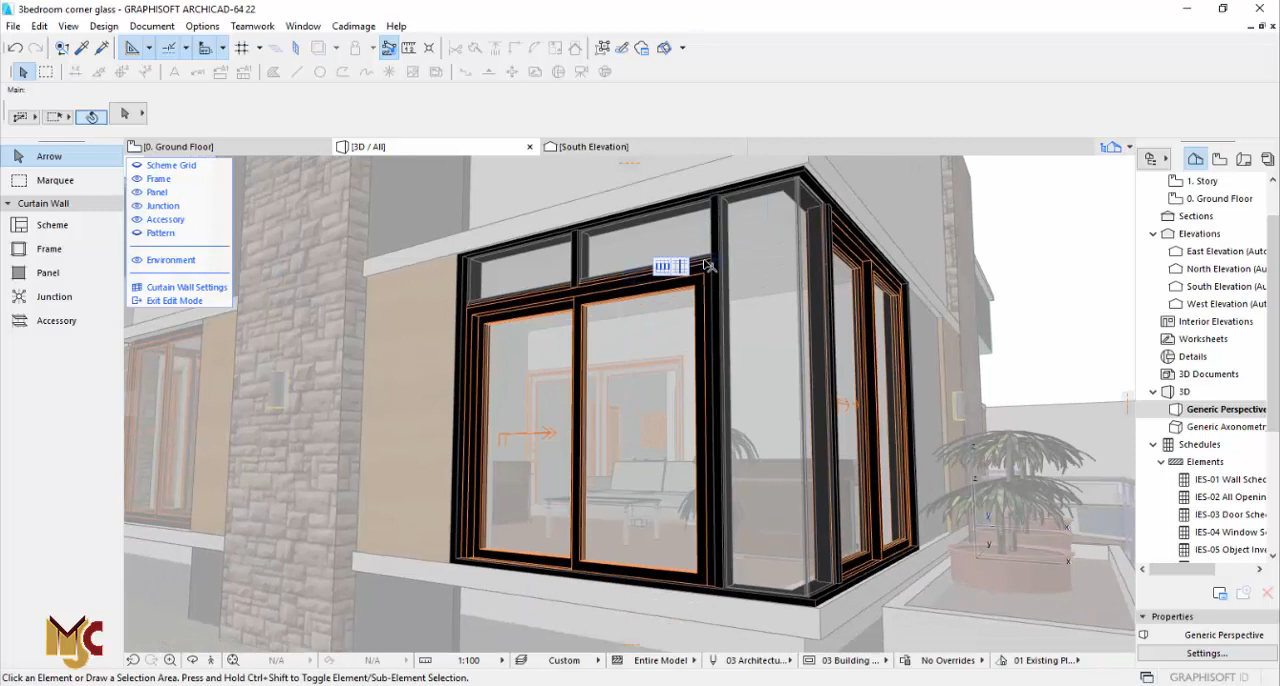 3bedroom corner glass - GRAPHISOFT ARCHICAD-64 22
File Edit View Design Document Options Teamwork Window Cadimage Help
Main:
[0. Ground Floor] [3D / All] [South Elevation]
Arrow
Marquee
Curtain Wall
Scheme
Frame
Panel
Junction
Accessory
Scheme Grid
Frame
Panel
Junction
Accessory
Pattern
Environment
Curtain Wall Settings
Exit Edit Mode
1. Story
0. Ground Floor
Sections
Elevations
East Elevation (Auto
North Elevation (Aut
South Elevation (Aut
West Elevation (Auto
Interior Elevations
Worksheets
Details
3D Documents
3D
Generic Perspective
Generic Axonometr
Schedules
Elements
IES-01 Wall Sched
IES-02 All Opening
IES-03 Door Sche
IES-04 Window S
IES-05 Object Inve
Properties
Generic Perspective
Settings...
N/A N/A 1:100 Custom Entire Model 03 Architectu... 03 Building ... No Overrides 01 Existing Pl...
Click an Element or Draw a Selection Area. Press and Hold Ctrl+Shift to Toggle Element/Sub-Element Selection.
GRAPHISOFT ID
MSC